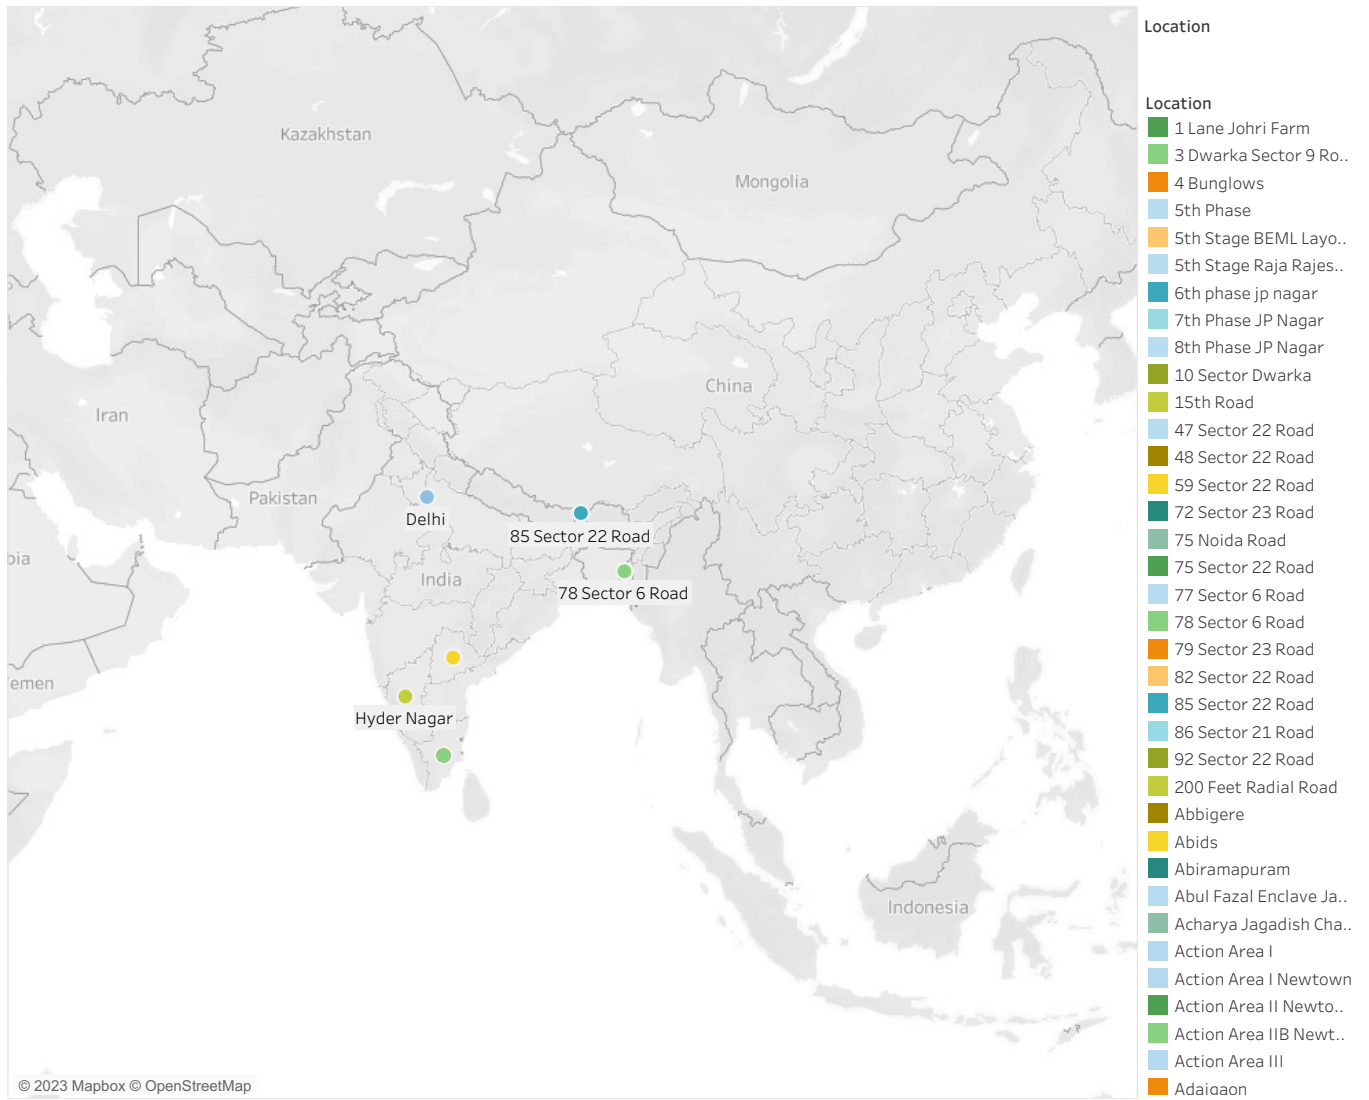 Kazakhstan
Mongolia
China
Iran
Pakistan
Delhi
85 Sector 22 Road
India
78 Sector 6 Road
bia
emen
Hyder Nagar
Indonesia
© 2023 Mapbox © OpenStreetMap
Location
Location
1 Lane Johri Farm
3 Dwarka Sector 9 Ro..
4 Bunglows
5th Phase
5th Stage BEML Layo..
5th Stage Raja Rajes..
6th phase jp nagar
7th Phase JP Nagar
8th Phase JP Nagar
10 Sector Dwarka
15th Road
47 Sector 22 Road
48 Sector 22 Road
59 Sector 22 Road
72 Sector 23 Road
75 Noida Road
75 Sector 22 Road
77 Sector 6 Road
78 Sector 6 Road
79 Sector 23 Road
82 Sector 22 Road
85 Sector 22 Road
86 Sector 21 Road
92 Sector 22 Road
200 Feet Radial Road
Abbigere
Abids
Abiramapuram
Abul Fazal Enclave Ja..
Acharya Jagadish Cha..
Action Area I
Action Area I Newtown
Action Area II Newto..
Action Area IIB Newt..
Action Area III
Adaigaon